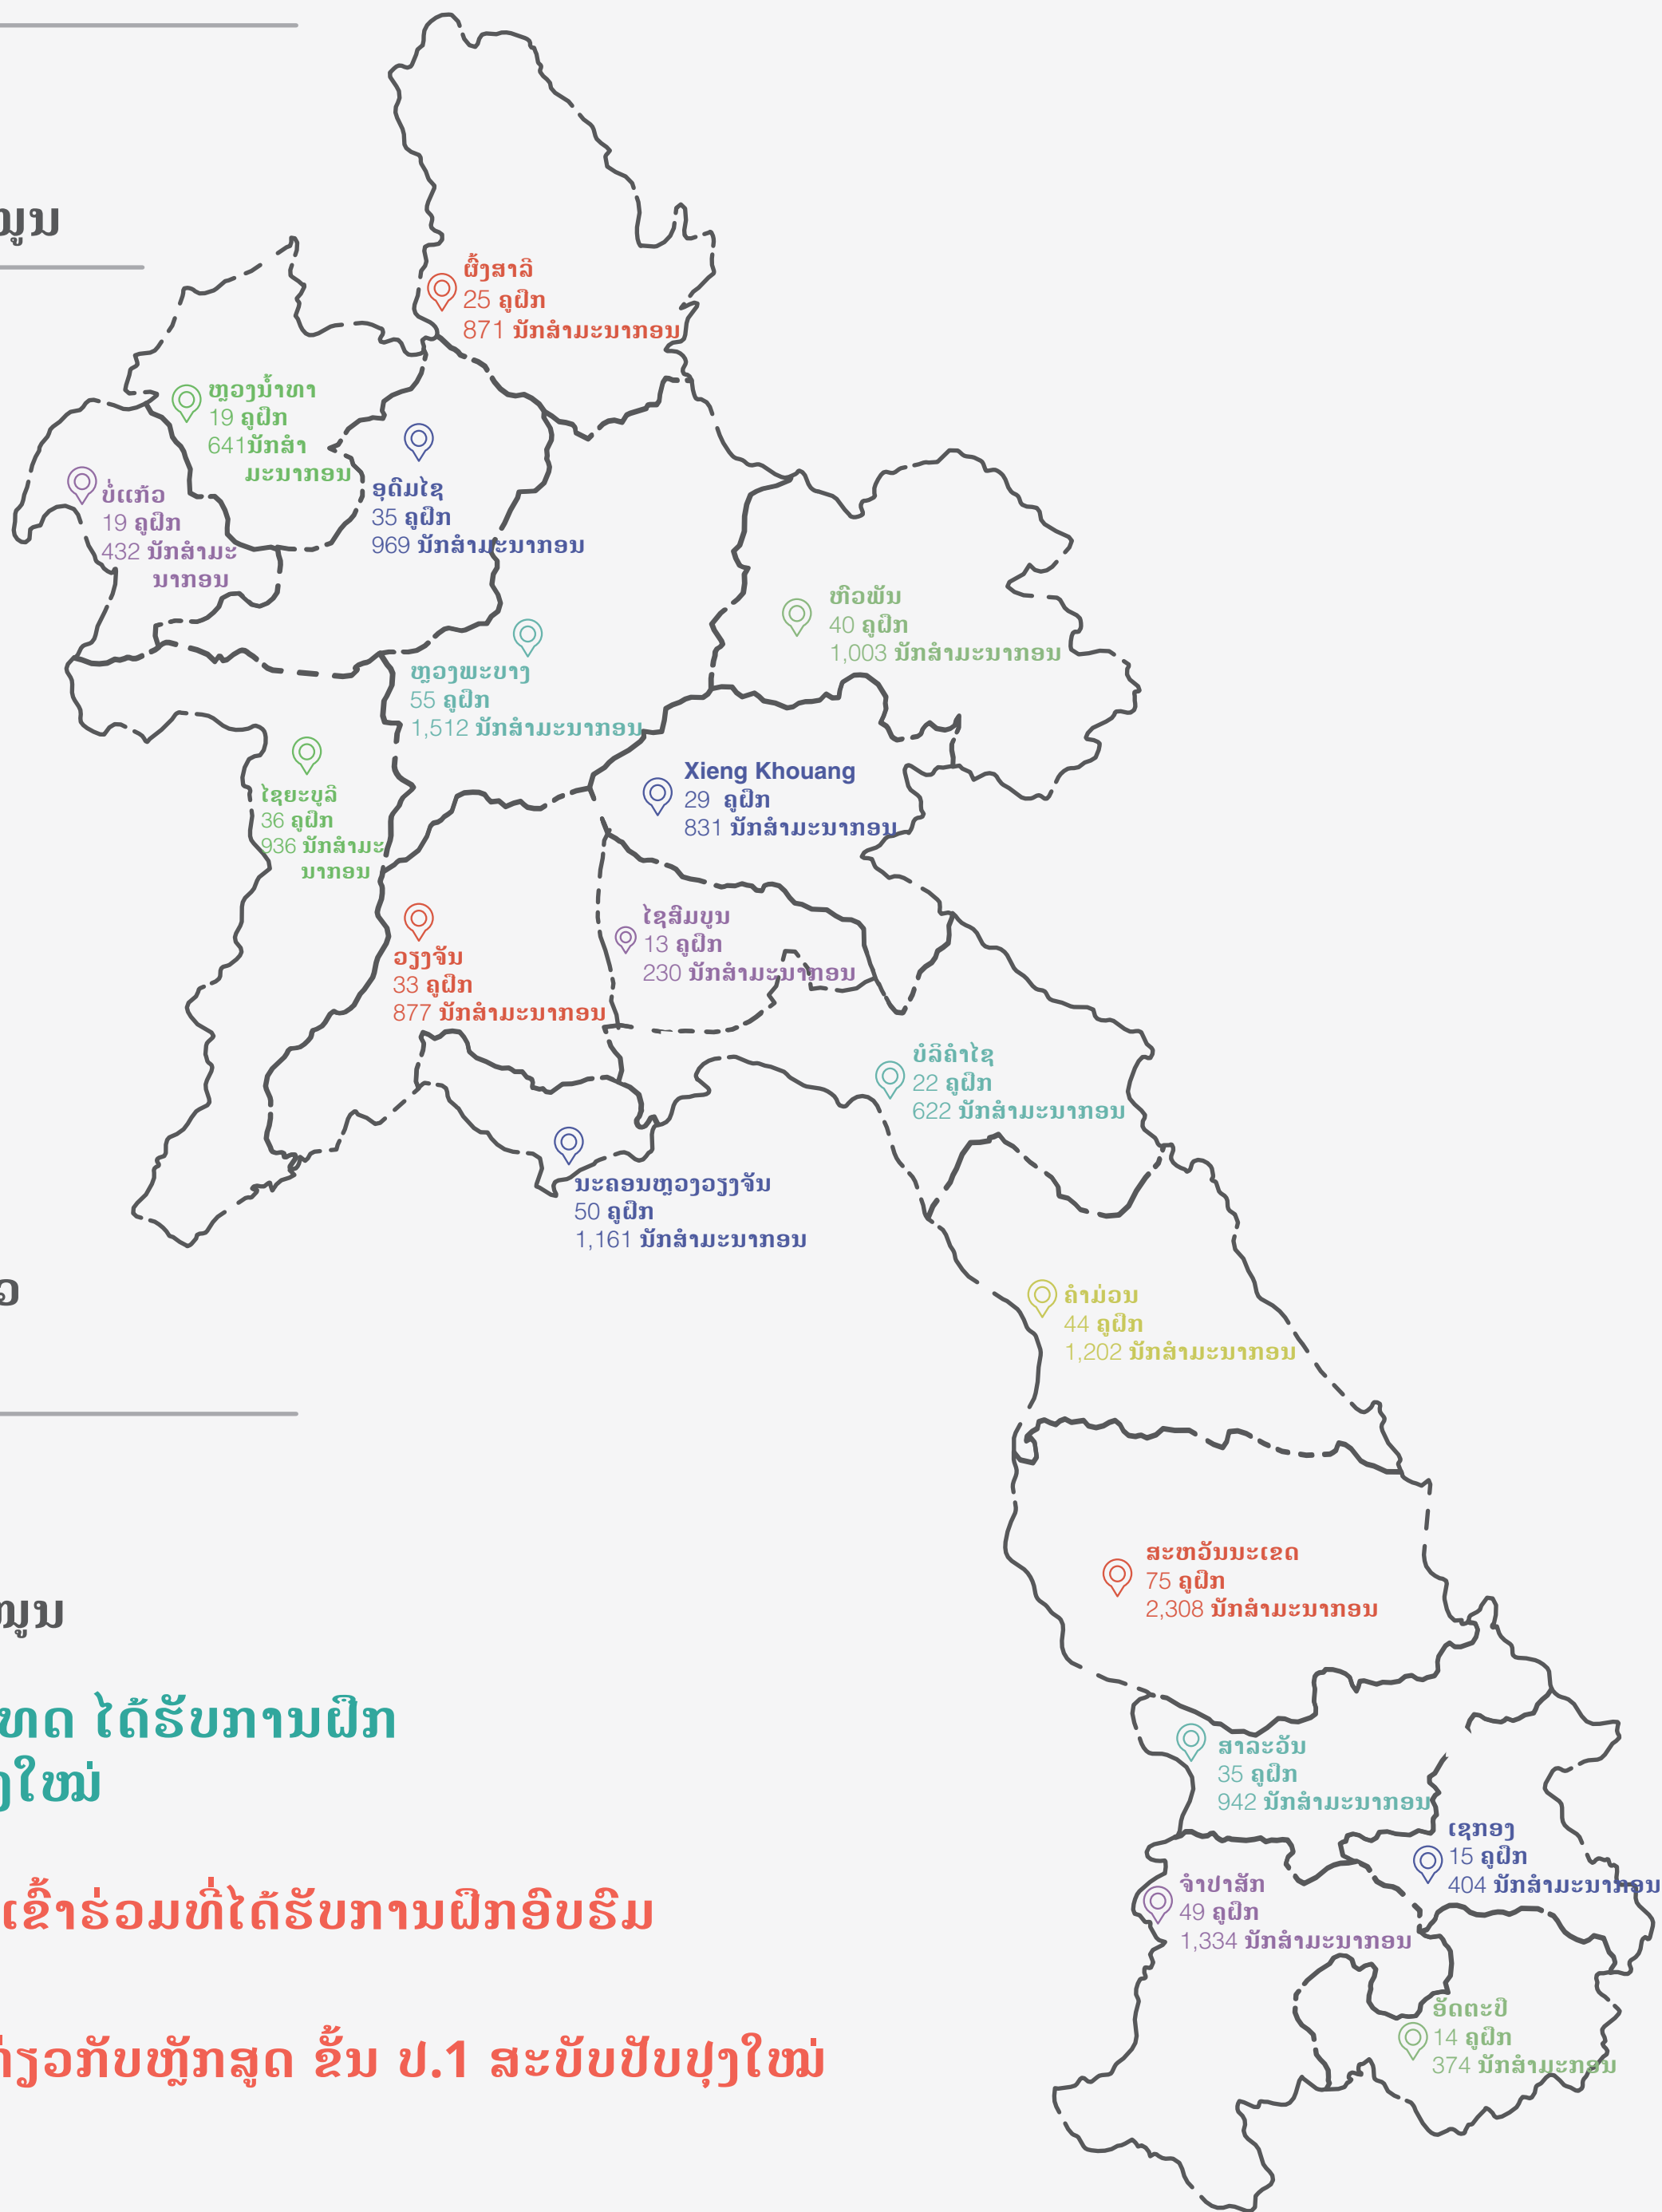 ຜົ້ງສາລີ
25 ຄູຝຶກ
871 ນັກສຳມະນາກອນ
ຫຼວງນ້ຳທາ
19 ຄູຝຶກ
641ນັກສຳ
ມະນາກອນ
ບໍ່ແກ້ວ
19 ຄູຝຶກ
432 ນັກສຳມະ
ນາກອນ
ອຸດົມໄຊ
35 ຄູຝຶກ
969 ນັກສຳມະນາກອນ
ຫົວພັນ
40 ຄູຝຶກ
1,003 ນັກສຳມະນາກອນ
ຫຼວງພະບາງ
55 ຄູຝຶກ
1,512 ນັກສຳມະນາກອນ
Xieng Khouang
29 ຄູຝຶກ
831 ນັກສຳມະນາກອນ
ໄຊຍະບູລີ
36 ຄູຝຶກ
936 ນັກສຳມະ
ນາກອນ
ໄຊສົມບູນ
13 ຄູຝຶກ
230 ນັກສຳມະນາກອນ
ວຽງຈັນ
33 ຄູຝຶກ
877 ນັກສຳມະນາກອນ
ບໍລິຄຳໄຊ
22 ຄູຝຶກ
622 ນັກສຳມະນາກອນ
ນະຄອນຫຼວງວຽງຈັນ
50 ຄູຝຶກ
1,161 ນັກສຳມະນາກອນ
ຄຳມ່ວນ
44 ຄູຝຶກ
1,202 ນັກສຳມະນາກອນ
ສະຫວັນນະເຂດ
75 ຄູຝຶກ
2,308 ນັກສຳມະນາກອນ
ໄດ້ຮັບການຝຶກ
ສາລະວັນ
35 ຄູຝຶກ
942 ນັກສຳມະນາກອນ
ເຊກອງ
15 ຄູຝຶກ
404 ນັກສຳມະນາກອນ
ເຂົ້າຮ່ວມທີ່ໄດ້ຮັບການຝຶກອົບຮົມ
ຈຳປາສັກ
49 ຄູຝຶກ
1,334 ນັກສຳມະນາກອນ
ອັດຕະປື
14 ຄູຝຶກ
374 ນັກສຳມະກອນ
ກ່ຽວກັບຫຼັກສູດ ຂັ້ນ ປ.1 ສະບັບປັບປຸງໃໝ່